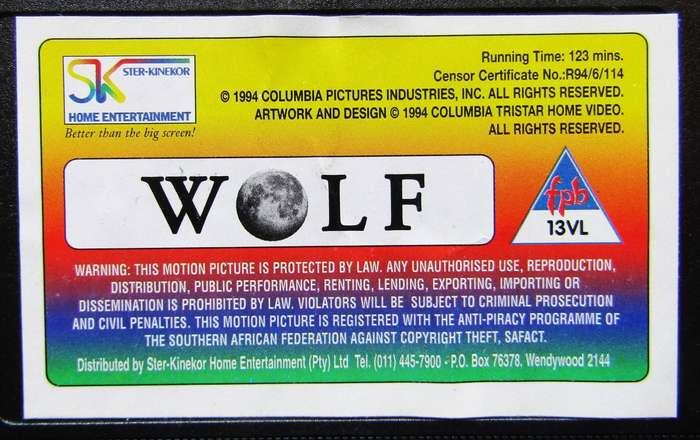 SK
STER-KINEKOR
HOME ENTERTAINMENT
Better than the big screen!
Running Time: 123 mins.
Censor Certificate No.:R94/6/114
© 1994 COLUMBIA PICTURES INDUSTRIES, INC. ALL RIGHTS RESERVED.
ARTWORK AND DESIGN © 1994 COLUMBIA TRISTAR HOME VIDEO.
ALL RIGHTS RESERVED.
WOLF
fpb
13VL
WARNING: THIS MOTION PICTURE IS PROTECTED BY LAW. ANY UNAUTHORISED USE, REPRODUCTION,
DISTRIBUTION, PUBLIC PERFORMANCE, RENTING, LENDING, EXPORTING, IMPORTING OR
DISSEMINATION IS PROHIBITED BY LAW. VIOLATORS WILL BE SUBJECT TO CRIMINAL PROSECUTION
AND CIVIL PENALTIES. THIS MOTION PICTURE IS REGISTERED WITH THE ANTI-PIRACY PROGRAMME OF
THE SOUTHERN AFRICAN FEDERATION AGAINST COPYRIGHT THEFT, SAFACT.
Distributed by Ster-Kinekor Home Entertainment (Pty) Ltd Tel. (011) 445-7900 - P.O. Box 76378, Wendywood 2144